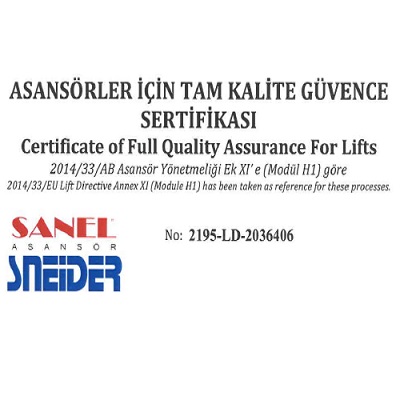 ASANSÖRLER İÇİN TAM KALİTE GÜVENCE
SERTİFİKASI
Certificate of Full Quality Assurance For Lifts
2014/33/AB Asansör Yönetmeliği Ek XI' e (Modül H1) göre
2014/33/EU Lift Directive Annex XI (Module H1) has been taken as reference for these processes.
SANEL
ASANSÖR
SNEIDER
No: 2195-LD-2036406